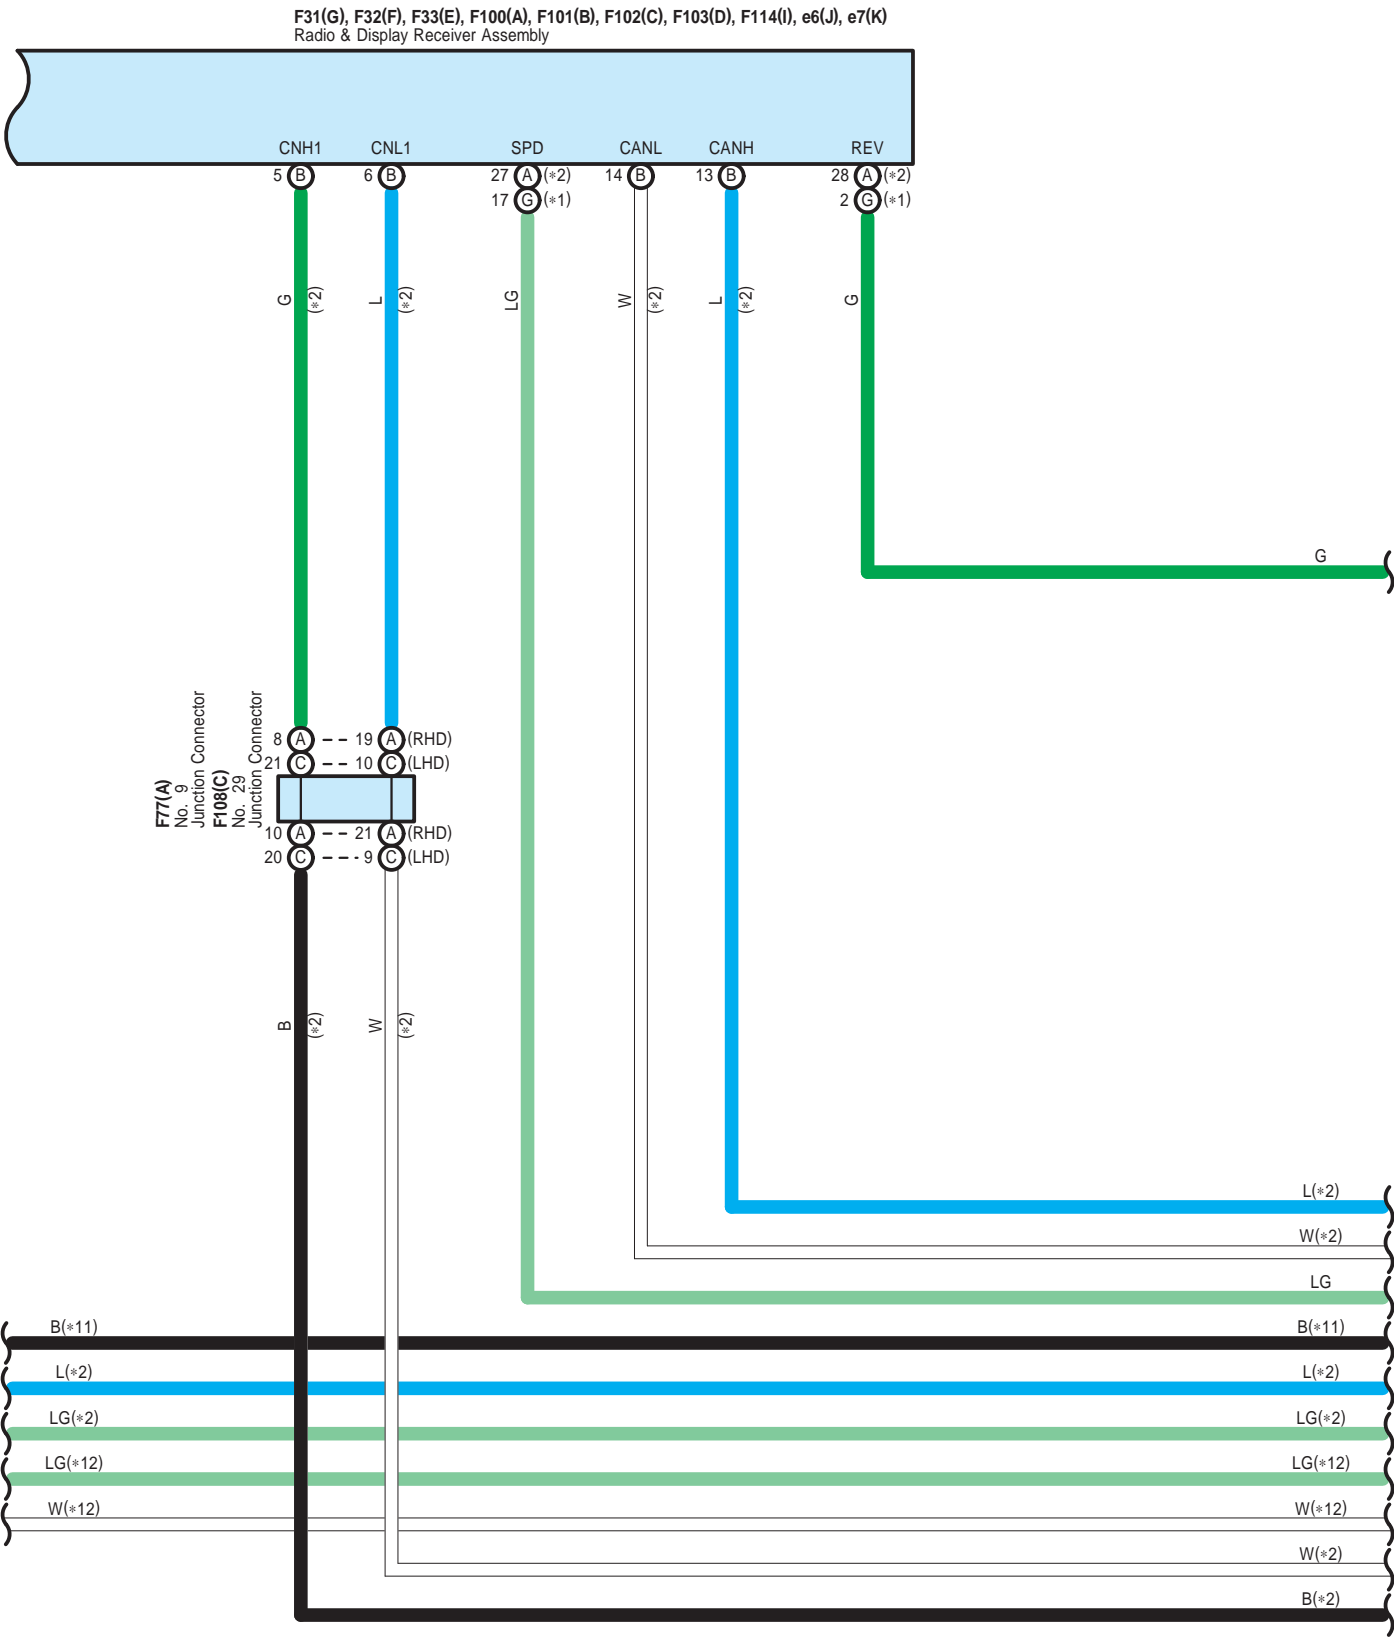 F31(G), F32(F), F33(E), F100(A), F101(B), F102(C), F103(D), F114(I), e6(J), e7(K)
Radio & Display Receiver Assembly
CNH1 CNL1 SPD CANL CANH REV
5 B 6 B 27 A (*2) 14 B 13 B 28 A (*2)
17 G (*1) 2 G (*1)
G (*2) L (*2) LG W (*2) L (*2) G
G
8 A 19 A (RHD)
21 C 10 C (LHD)
F77(A)
No. 9
Junction Connector
F108(C)
No. 29
Junction Connector
10 A 21 A (RHD)
20 C 9 C (LHD)
B (*2) W (*2)
L(*2)
W(*2)
LG
B(*11) B(*11)
L(*2) L(*2)
LG(*2) LG(*2)
LG(*12) LG(*12)
W(*12) W(*12)
W(*2)
B(*2)